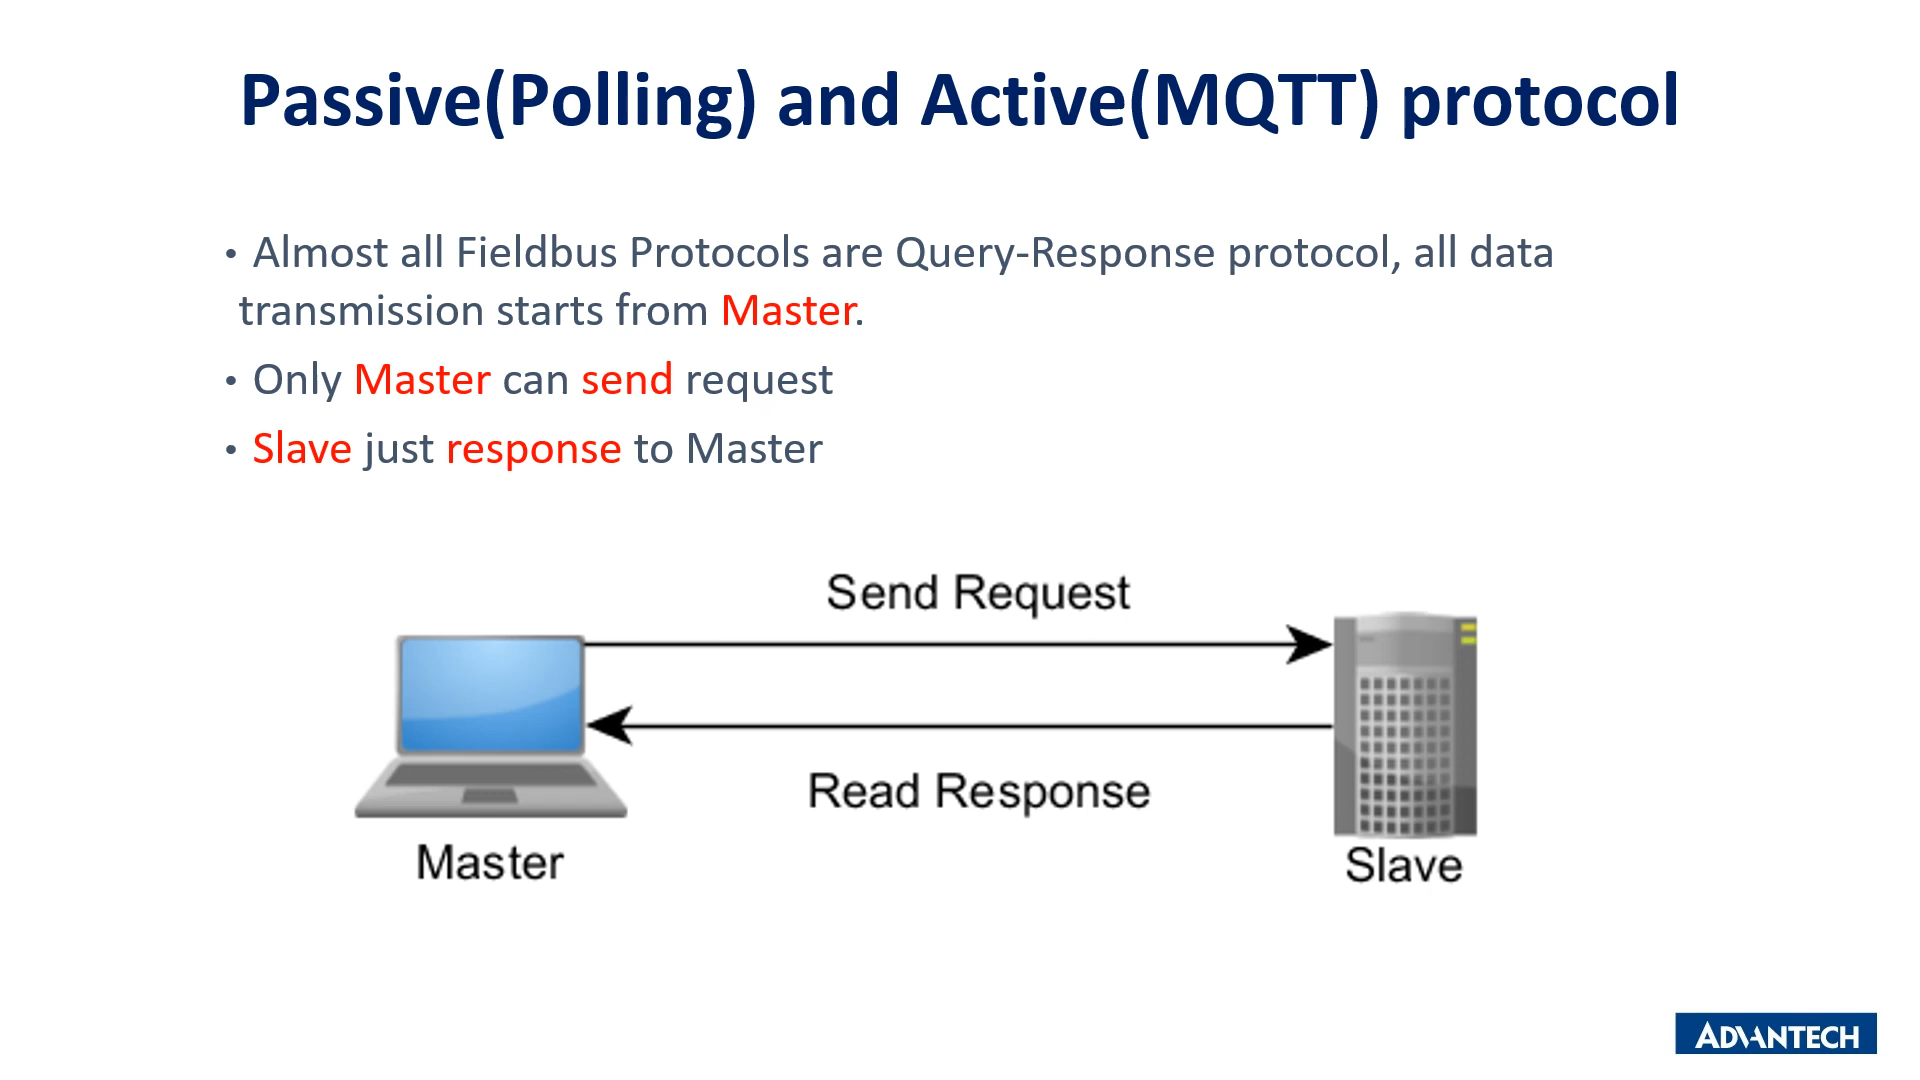 Passive(Polling) and Active(MQTT) protocol
• Almost all Fieldbus Protocols are Query-Response protocol, all data
transmission starts from Master.
• Only Master can send request
• Slave just response to Master
Send Request
Read Response
Master
Slave
ADVANTECH